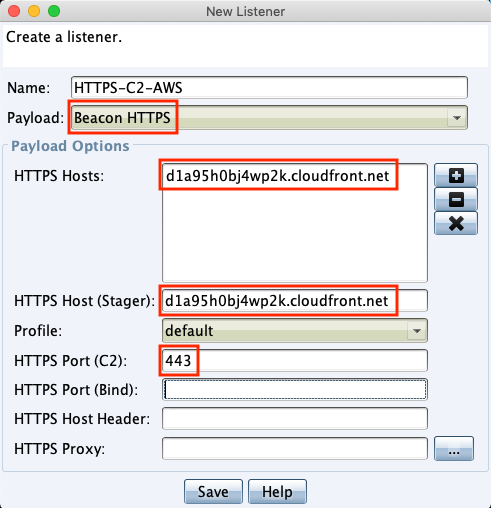 New Listener
Create a listener.
Name: HTTPS-C2-AWS
Payload: Beacon HTTPS
Payload Options
HTTPS Hosts: d1a95h0bj4wp2k.cloudfront.net
HTTPS Host (Stager): d1a95h0bj4wp2k.cloudfront.net
Profile: default
HTTPS Port (C2): 443
HTTPS Port (Bind):
HTTPS Host Header:
HTTPS Proxy: ...
Save Help